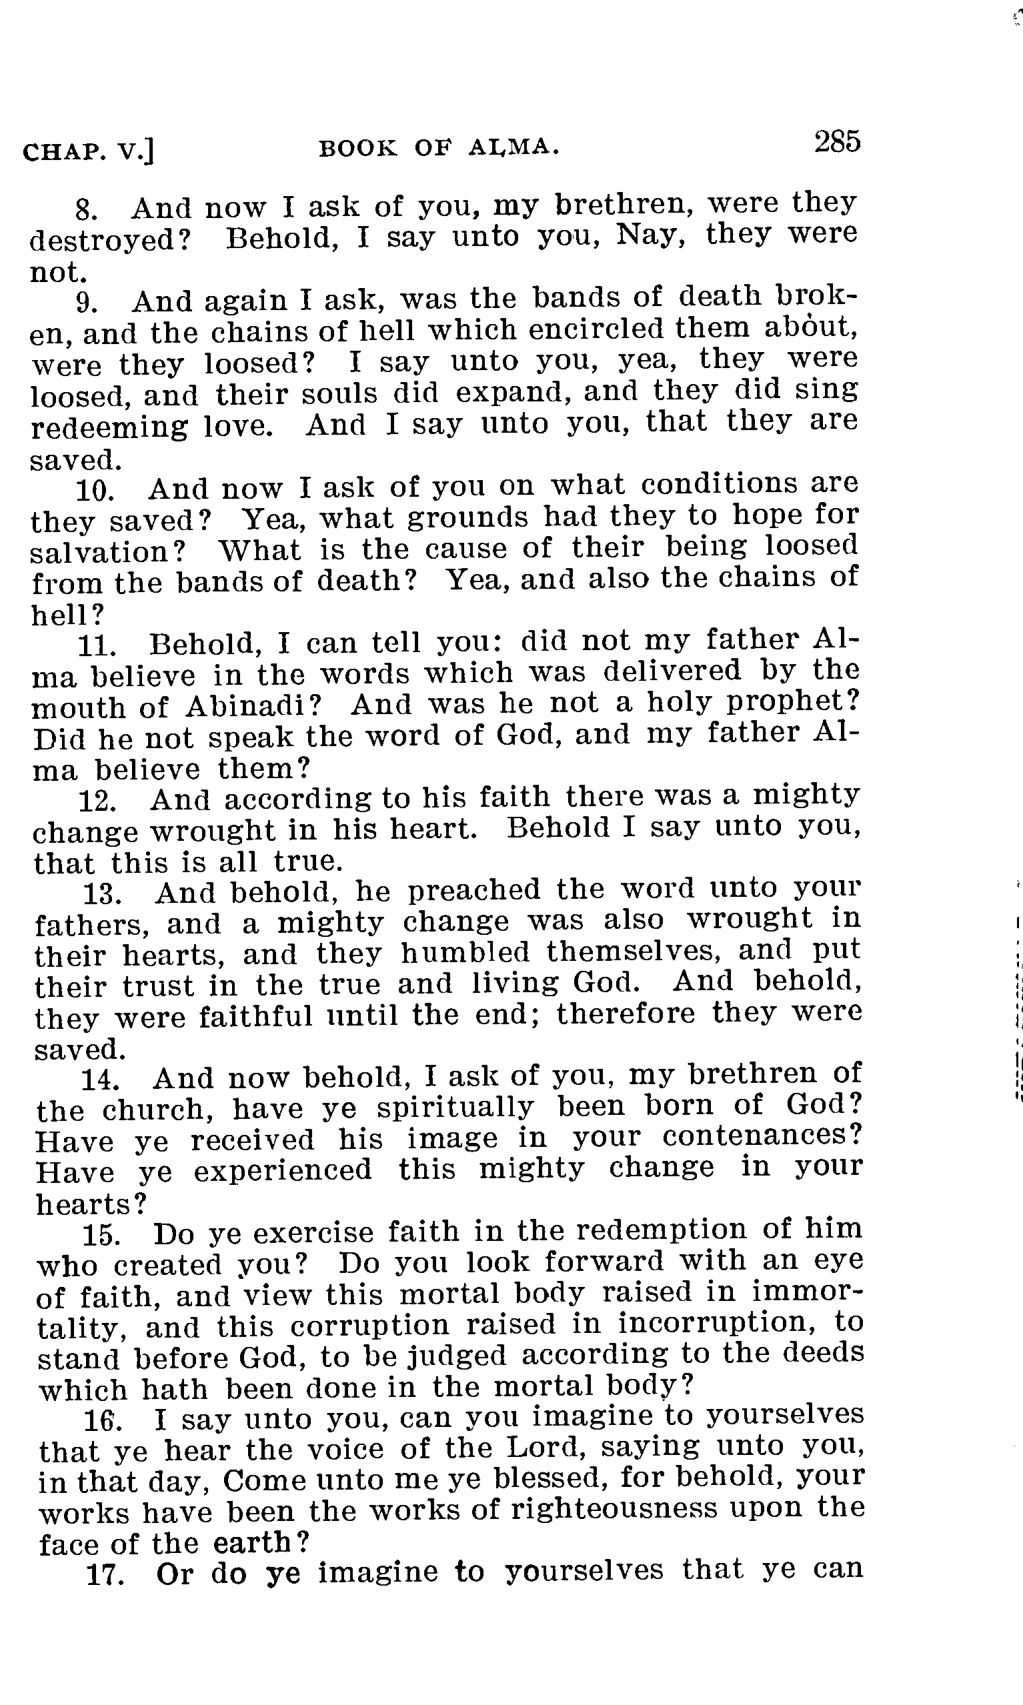 CHAP. V.] BOOK OF ALMA. 285
8. And now I ask of you, my brethren, were they
destroyed? Behold, I say unto you, Nay, they were
not.
9. And again I ask, was the bands of death brok-
en, and the chains of hell which encircled them about,
were they loosed? I say unto you, yea, they were
loosed, and their souls did expand, and they did sing
redeeming love. And I say unto you, that they are
saved.
10. And now I ask of you on what conditions are
they saved? Yea, what grounds had they to hope for
salvation? What is the cause of their being loosed
from the bands of death? Yea, and also the chains of
hell?
11. Behold, I can tell you: did not my father Al-
ma believe in the words which was delivered by the
mouth of Abinadi? And was he not a holy prophet?
Did he not speak the word of God, and my father Al-
ma believe them?
12. And according to his faith there was a mighty
change wrought in his heart. Behold I say unto you,
that this is all true.
13. And behold, he preached the word unto your
fathers, and a mighty change was also wrought in
their hearts, and they humbled themselves, and put
their trust in the true and living God. And behold,
they were faithful until the end; therefore they were
saved.
14. And now behold, I ask of you, my brethren of
the church, have ye spiritually been born of God?
Have ye received his image in your contenances?
Have ye experienced this mighty change in your
hearts?
15. Do ye exercise faith in the redemption of him
who created you? Do you look forward with an eye
of faith, and view this mortal body raised in immor-
tality, and this corruption raised in incorruption, to
stand before God, to be judged according to the deeds
which hath been done in the mortal body?
16. I say unto you, can you imagine to yourselves
that ye hear the voice of the Lord, saying unto you,
in that day, Come unto me ye blessed, for behold, your
works have been the works of righteousness upon the
face of the earth?
17. Or do ye imagine to yourselves that ye can